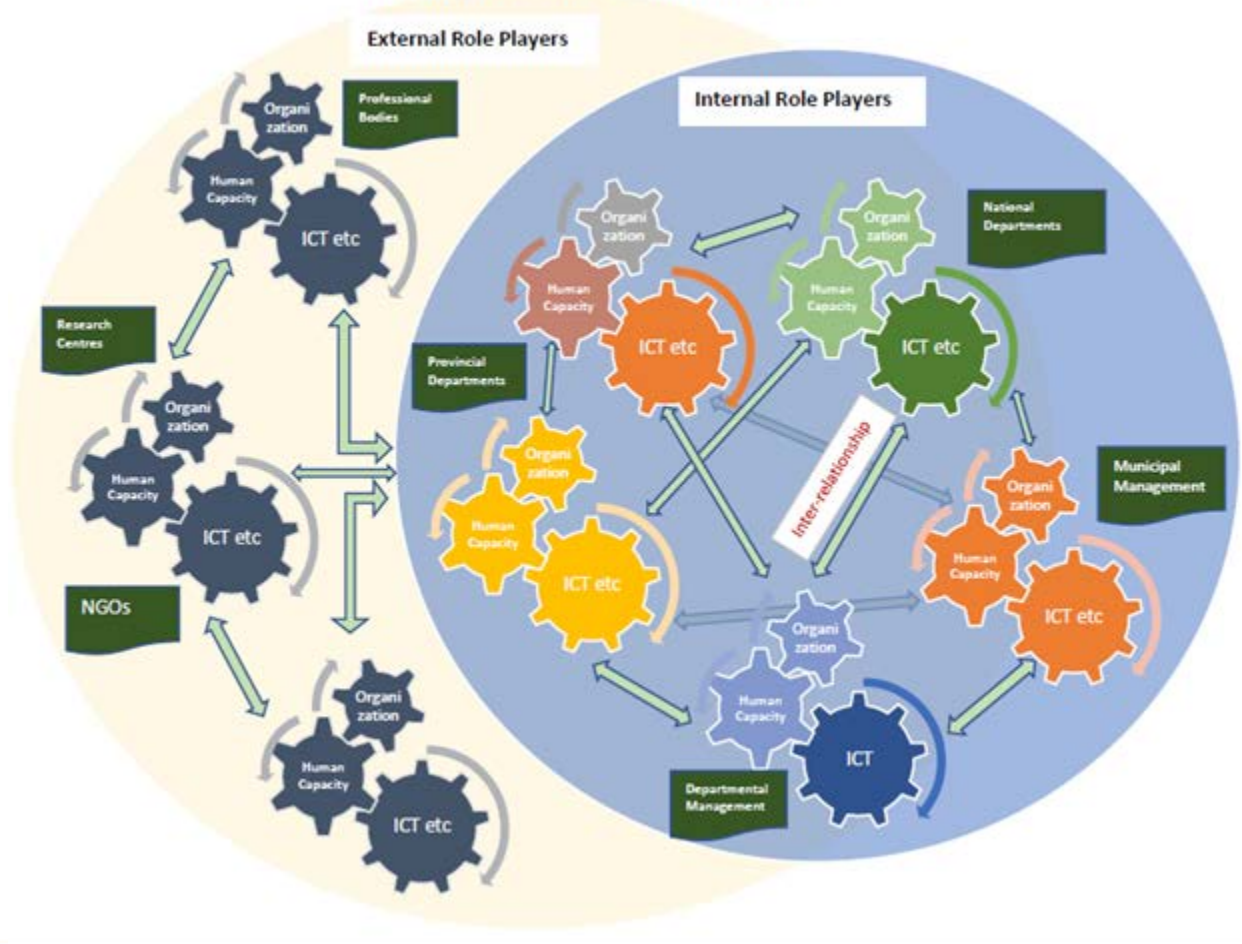 External Role Players
Professional
Bodies
Organi
zation
Human
Capacity
ICT etc
Research
Centres
Organi
zation
Human
Capacity
ICT etc
NGOs
Organi
zation
Human
Capacity
ICT etc
Internal Role Players
Organi
zation
Human
Capacity
ICT etc
National
Departments
Organi
zation
Human
Capacity
ICT etc
Provincial
Departments
Organi
zation
Human
Capacity
ICT etc
Inter-relationship
Municipal
Management
Organi
zation
Human
Capacity
ICT etc
Organi
zation
Human
Capacity
ICT
Departmental
Management